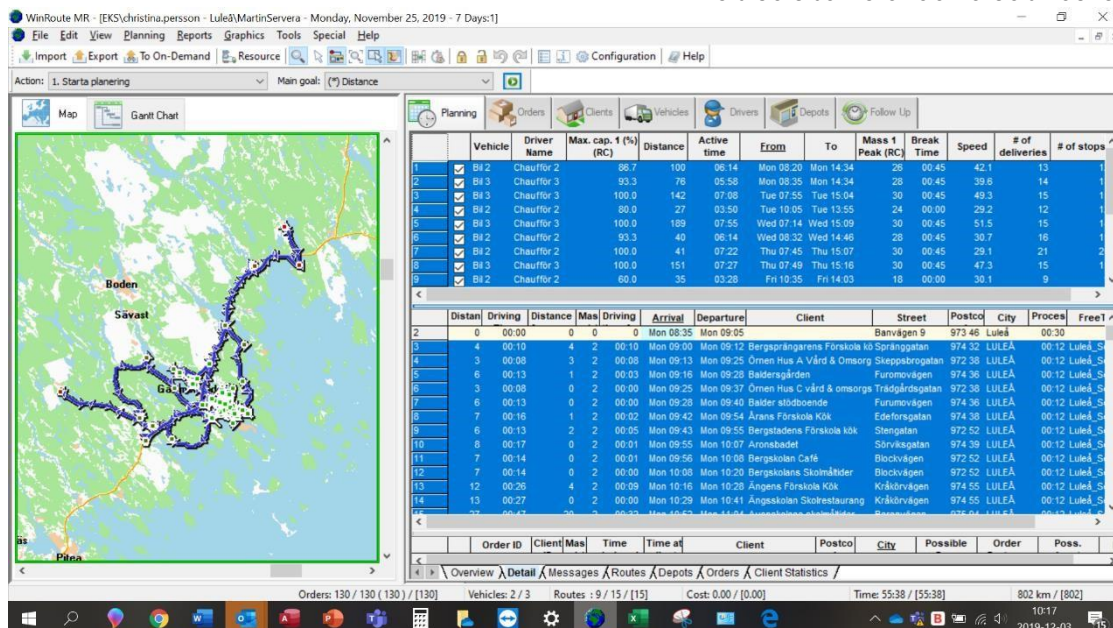 WinRoute MR - [EKS\christina.persson - Luleå\MartinServera - Monday, November 25, 2019 - 7 Days:1]
File Edit View Planning Reports Graphics Tools Special Help
Import Export To On-Demand Resource Configuration Help
Action: 1. Starta planering Main goal: (*) Distance
Map Gantt Chart
Planning Orders Clients Vehicles Drivers Depots Follow Up
Vehicle Driver Name Max. cap. 1 (%) (RC) Distance Active time From To Mass 1 Peak (RC) Break Time Speed # of deliveries # of stops
1 Bil 2 Chaufför 2 86.7 100 06:14 Mon 08:20 Mon 14:34 26 00:45 42.1 13
2 Bil 3 Chaufför 3 93.3 76 05:58 Mon 08:35 Mon 14:34 28 00:45 39.6 14
3 Bil 3 Chaufför 3 100.0 142 07:08 Tue 07:55 Tue 15:04 30 00:45 49.3 15
4 Bil 2 Chaufför 2 80.0 27 03:50 Tue 10:05 Tue 13:55 24 00:00 29.2 12
5 Bil 3 Chaufför 3 100.0 189 07:55 Wed 07:14 Wed 15:09 30 00:45 51.5 15
6 Bil 2 Chaufför 2 93.3 40 06:14 Wed 08:32 Wed 14:46 28 00:45 30.7 16
7 Bil 2 Chaufför 2 100.0 41 07:22 Thu 07:45 Thu 15:07 30 00:45 29.1 21
8 Bil 3 Chaufför 3 100.0 151 07:27 Thu 07:49 Thu 15:16 30 00:45 47.3 15
9 Bil 2 Chaufför 2 60.0 35 03:28 Fri 10:35 Fri 14:03 18 00:00 30.1 9
Distan Driving Distance Mas Driving Arrival Departure Client Street Postco City Proces FreeT
2 0 00:00 0 0 0 Mon 08:35 Mon 09:05 Banvägen 9 973 46 Luleå 00:30
3 4 00:10 4 2 00:10 Mon 09:00 Mon 09:12 Bergsprängarens Förskola kö Spränggatan 974 32 LULEÅ 00:12 Luleå_S
4 3 00:08 3 2 00:08 Mon 09:13 Mon 09:25 Örnen Hus A Vård & Omsorg Skeppsbrogatan 972 38 LULEÅ 00:12 Luleå_S
5 6 00:13 1 2 00:03 Mon 09:16 Mon 09:28 Baldersgården Furomovägen 974 36 LULEÅ 00:12 Luleå_S
6 3 00:08 0 2 00:00 Mon 09:25 Mon 09:37 Örnen Hus C vård & omsorgs Trädgårdsgatan 972 38 LULEÅ 00:12 Luleå_S
7 6 00:13 0 2 00:00 Mon 09:28 Mon 09:40 Balder stödboende Furumovägen 974 36 LULEÅ 00:12 Luleå_S
8 7 00:16 1 2 00:02 Mon 09:42 Mon 09:54 Årans Förskola Kök Edeforsgatan 974 38 LULEÅ 00:12 Luleå_S
9 6 00:13 2 2 00:05 Mon 09:43 Mon 09:55 Bergstadens Förskola kök Stengatan 972 52 LULEÅ 00:12 Luleå_S
10 8 00:17 0 2 00:01 Mon 09:55 Mon 10:07 Aronsbadet Sörviksgatan 974 39 LULEÅ 00:12 Luleå_S
11 7 00:14 0 2 00:01 Mon 09:56 Mon 10:08 Bergskolan Café Blockvägen 972 52 LULEÅ 00:12 Luleå_S
12 7 00:14 0 2 00:00 Mon 10:08 Mon 10:20 Bergskolans Skolmåltider Blockvägen 972 52 LULEÅ 00:12 Luleå_S
13 12 00:26 4 2 00:09 Mon 10:16 Mon 10:28 Ängens Förskola Kök Kråkörvägen 974 55 LULEÅ 00:12 Luleå_S
14 13 00:27 0 2 00:00 Mon 10:29 Mon 10:41 Ängsskolan Skolrestaurang Kråkörvägen 974 55 LULEÅ 00:12 Luleå_S
Order ID Client Mas Time Time at Client Postco City Possible Order Poss.
Overview Detail Messages Routes Depots Orders Client Statistics
Boden
Sävast
Pitea
Orders: 130 / 130 ( 130 ) / [130] Vehicles: 2 / 3 Routes : 9 / 15 / [15] Cost: 0.00 / [0.00] Time: 55:38 / [55:38] 802 km / [802]
10:17
2019-12-03
15